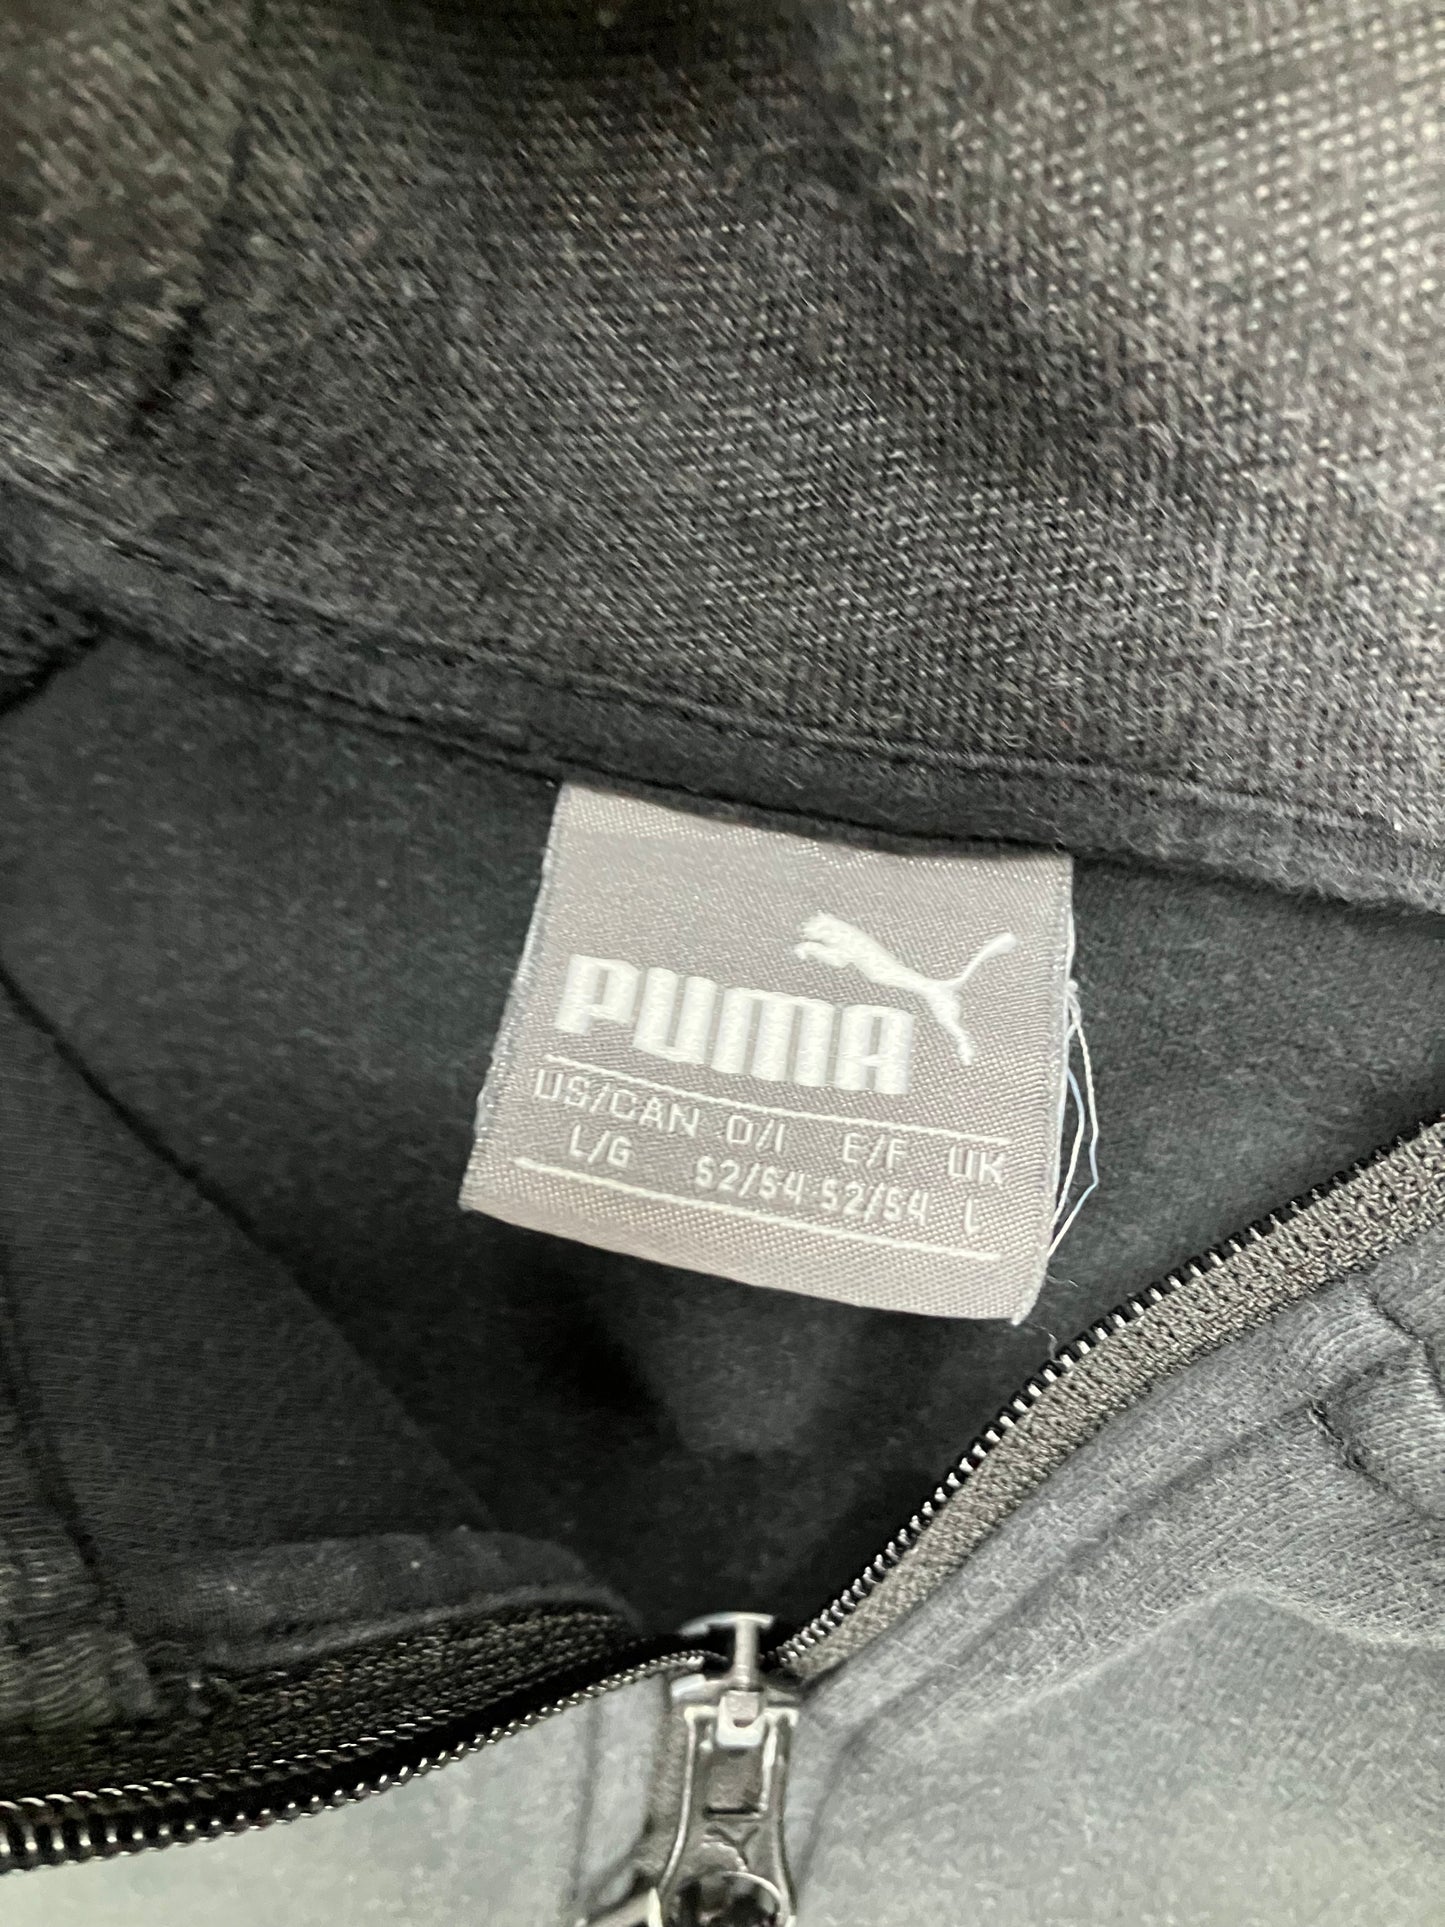 PUMA
US/CAN D/I E/F UK
L/G 52/54 52/54 L